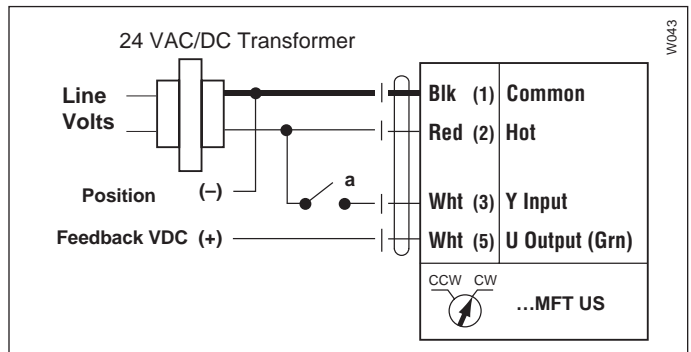 W043
24 VAC/DC Transformer
Line
Volts
Blk (1) Common
Red (2) Hot
a
Position (–)
Wht (3) Y Input
Feedback VDC (+)
Wht (5) U Output (Grn)
CCW CW
...MFT US